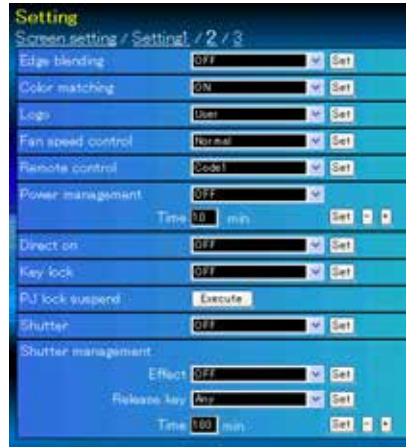 Setting
Screen setting / Setting1 / 2 / 3
Edge blending OFF Set
Color matching ON Set
Logo User Set
Fan speed control Normal Set
Remote control Code1 Set
Power management OFF
Time 10 min Set - +
Direct on OFF Set
Key lock OFF Set
PJ lock suspend Execute
Shutter OFF Set
Shutter management
Effect OFF Set
Release key Any Set
Time 180 min Set - +